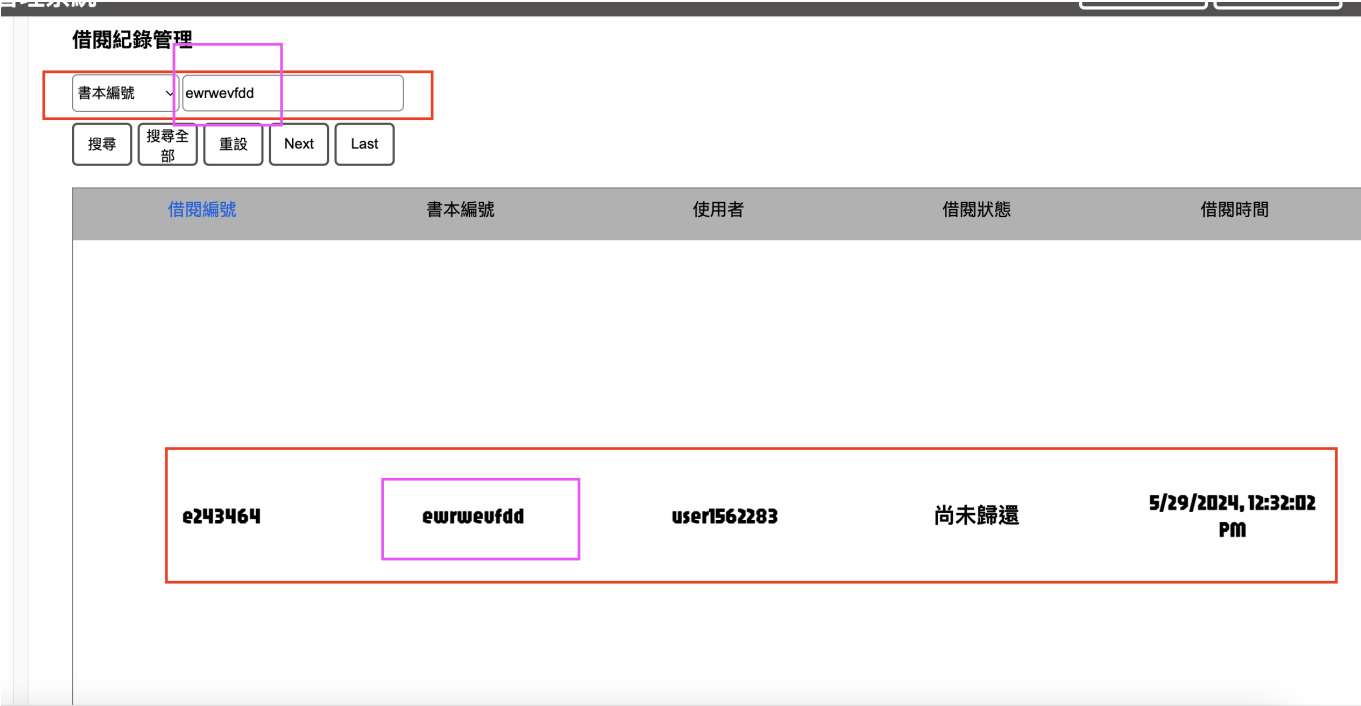 借閱紀錄管理
書本編號 ewrwevfdd
搜尋 搜尋全部 重設 Next Last
借閱編號 書本編號 使用者 借閱狀態 借閱時間
e243464 ewrwevfdd user1562283 尚未歸還 5/29/2024, 12:32:02
PM